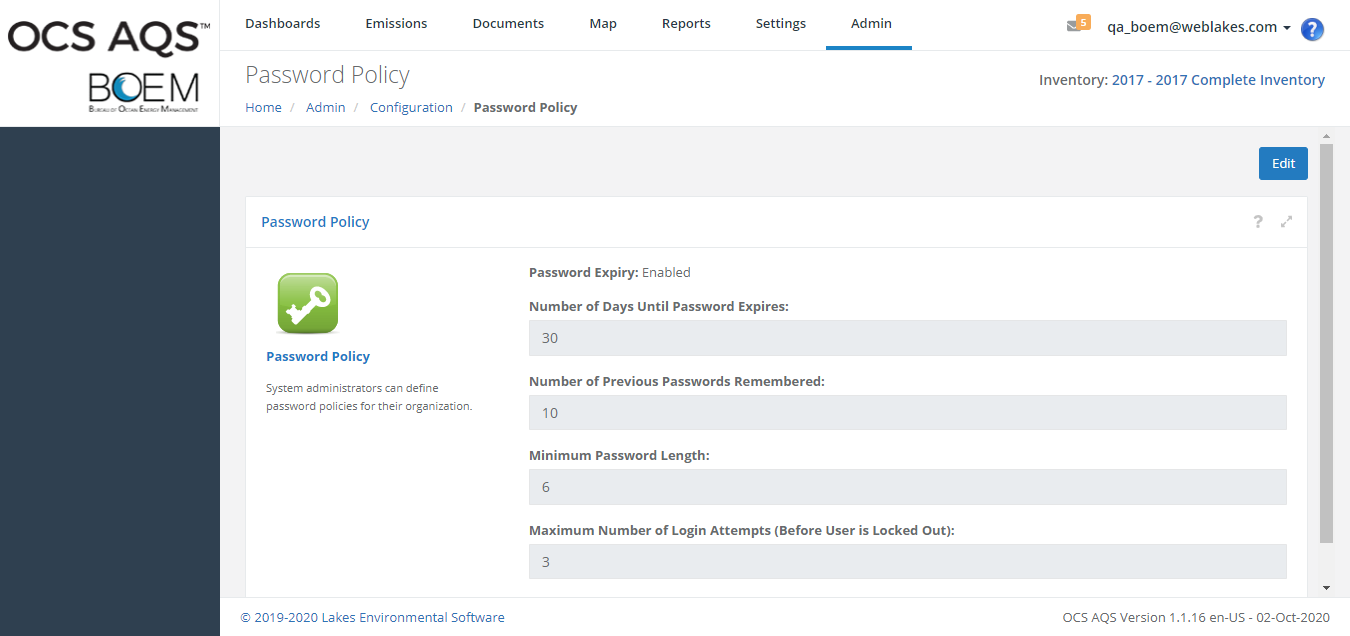 OCS AQS™
BOEM
BUREAU OF OCEAN ENERGY MANAGEMENT
Dashboards Emissions Documents Map Reports Settings Admin
5 qa_boem@weblakes.com ?
Password Policy
Inventory: 2017 - 2017 Complete Inventory
Home / Admin / Configuration / Password Policy
Edit
Password Policy ?
Password Policy
System administrators can define
password policies for their organization.
Password Expiry: Enabled
Number of Days Until Password Expires:
30
Number of Previous Passwords Remembered:
10
Minimum Password Length:
6
Maximum Number of Login Attempts (Before User is Locked Out):
3
© 2019-2020 Lakes Environmental Software
OCS AQS Version 1.1.16 en-US - 02-Oct-2020